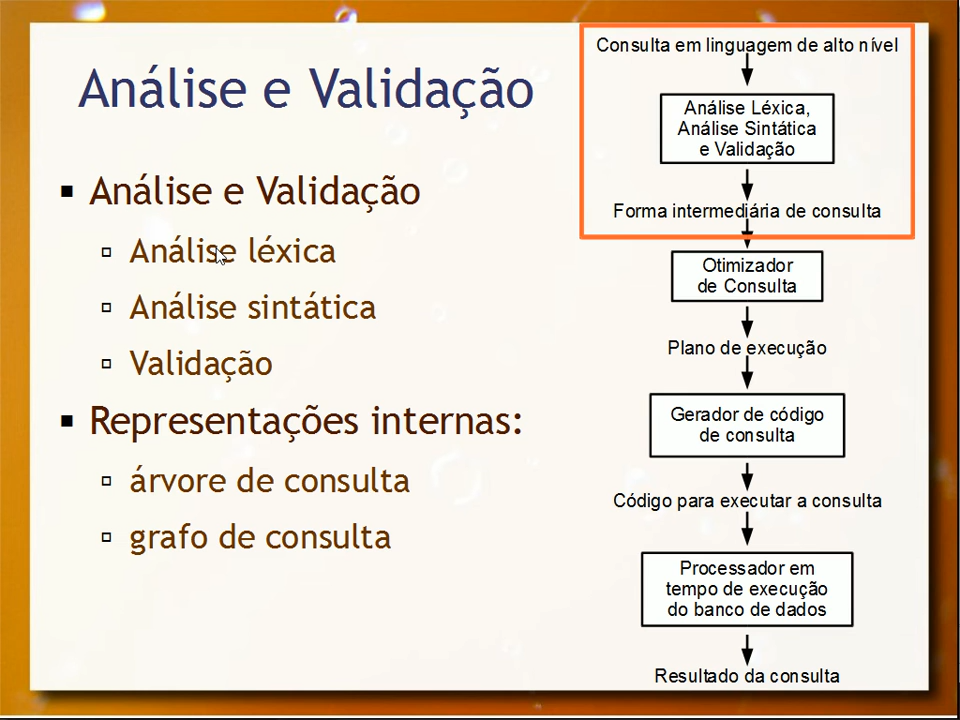 Análise e Validação
Análise e Validação
Análise léxica
Análise sintática
Validação
Representações internas:
árvore de consulta
grafo de consulta
Consulta em linguagem de alto nível
Análise Léxica,
Análise Sintática
e Validação
Forma intermediária de consulta
Otimizador
de Consulta
Plano de execução
Gerador de código
de consulta
Código para executar a consulta
Processador em
tempo de execução
do banco de dados
Resultado da consulta